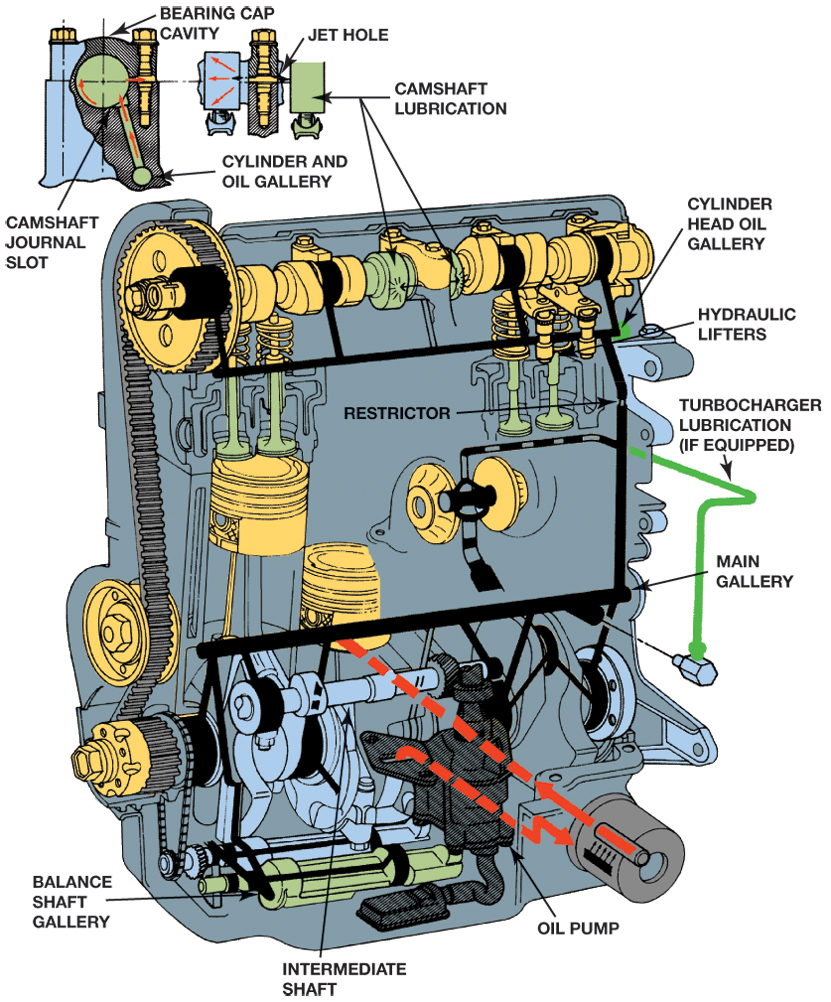 BEARING CAP
CAVITY
JET HOLE
CAMSHAFT
LUBRICATION
CYLINDER AND
OIL GALLERY
CAMSHAFT
JOURNAL
SLOT
CYLINDER
HEAD OIL
GALLERY
HYDRAULIC
LIFTERS
RESTRICTOR
TURBOCHARGER
LUBRICATION
(IF EQUIPPED)
MAIN
GALLERY
BALANCE
SHAFT
GALLERY
OIL PUMP
INTERMEDIATE
SHAFT